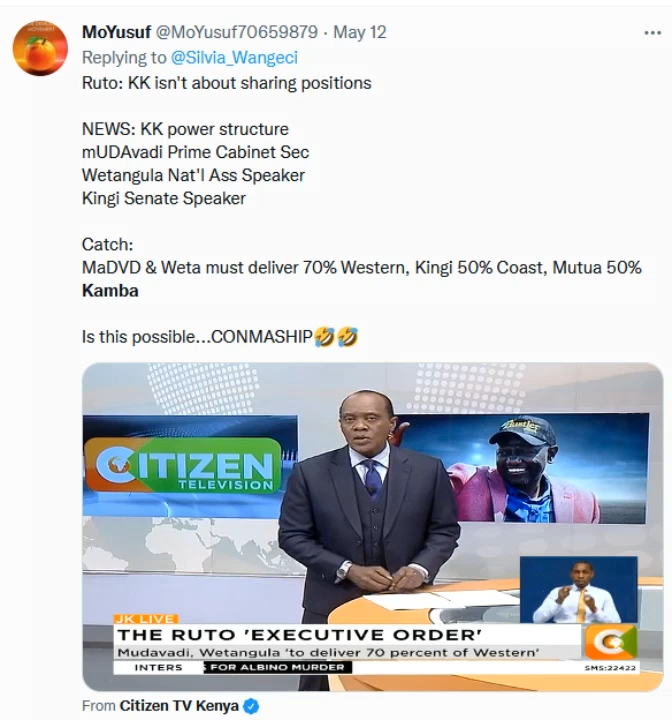 MoYusuf @MoYusuf70659879 · May 12
Replying to @Silvia_Wangeci
Ruto: KK isn't about sharing positions
NEWS: KK power structure
mUDAvadi Prime Cabinet Sec
Wetangula Nat'l Ass Speaker
Kingi Senate Speaker
Catch:
MaDVD & Weta must deliver 70% Western, Kingi 50% Coast, Mutua 50%
Kamba
Is this possible...CONMASHIP🤣🤣
CITIZEN
TELEVISION
Hustler
JK LIVE
THE RUTO 'EXECUTIVE ORDER'
Mudavadi, Wetangula 'to deliver 70 percent of Western'
INTERS
FOR ALBINO MURDER
SMS:22422
From Citizen TV Kenya